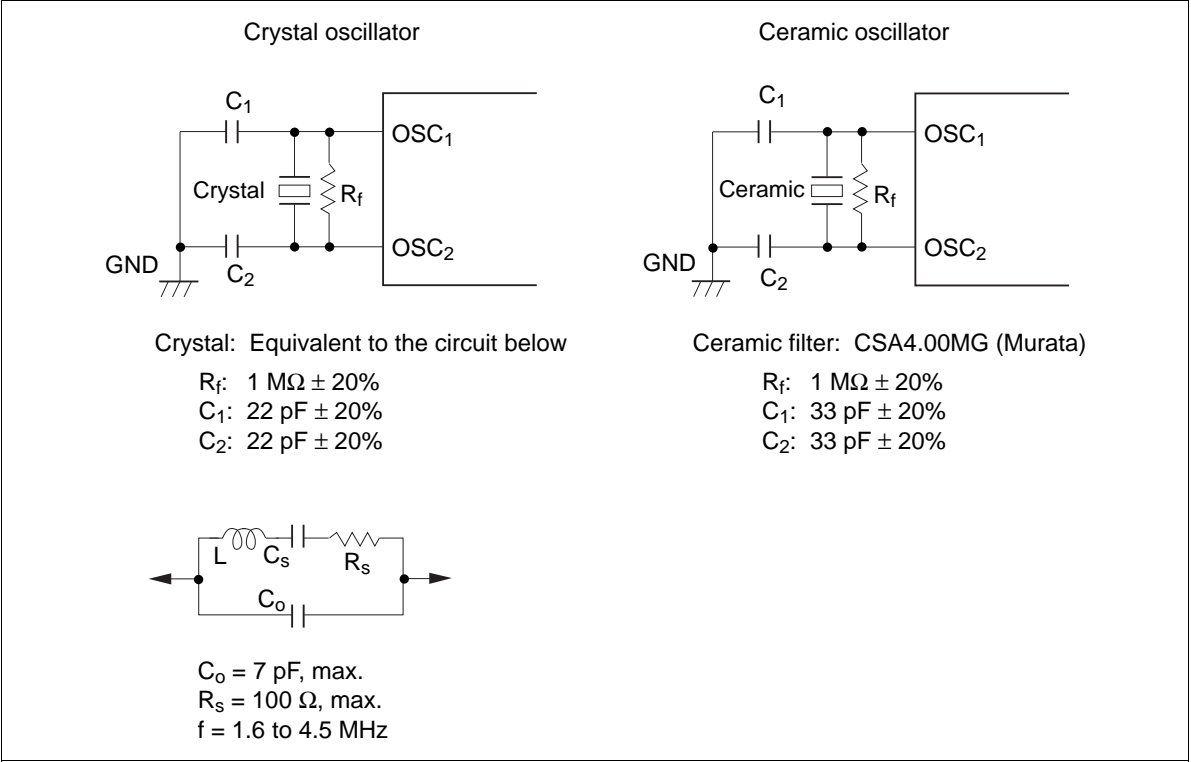 Crystal oscillator
C1
OSC1
Crystal
Rf
OSC2
GND
C2
Crystal: Equivalent to the circuit below
Rf: 1 MΩ ± 20%
C1: 22 pF ± 20%
C2: 22 pF ± 20%
L
Cs
Rs
Co
Co = 7 pF, max.
Rs = 100 Ω, max.
f = 1.6 to 4.5 MHz
Ceramic oscillator
C1
OSC1
Ceramic
Rf
OSC2
GND
C2
Ceramic filter: CSA4.00MG (Murata)
Rf: 1 MΩ ± 20%
C1: 33 pF ± 20%
C2: 33 pF ± 20%